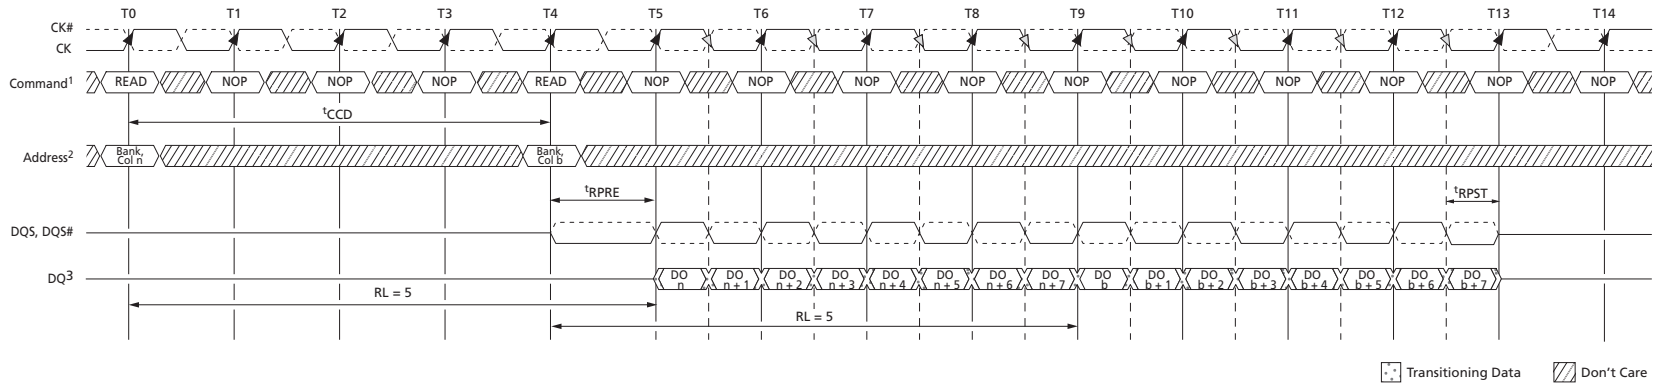 T0 T1 T2 T3 T4 T5 T6 T7 T8 T9 T10 T11 T12 T13 T14
CK#
CK
Command1 READ NOP NOP NOP READ NOP NOP NOP NOP NOP NOP NOP NOP NOP NOP
tCCD
Address2 Bank, Col n Bank, Col b
tRPRE tRPST
DQS, DQS#
DQ3 DO n DO n + 1 DO n + 2 DO n + 3 DO n + 4 DO n + 5 DO n + 6 DO n + 7 DO b DO b + 1 DO b + 2 DO b + 3 DO b + 4 DO b + 5 DO b + 6 DO b + 7
RL = 5
RL = 5
Transitioning Data Don't Care